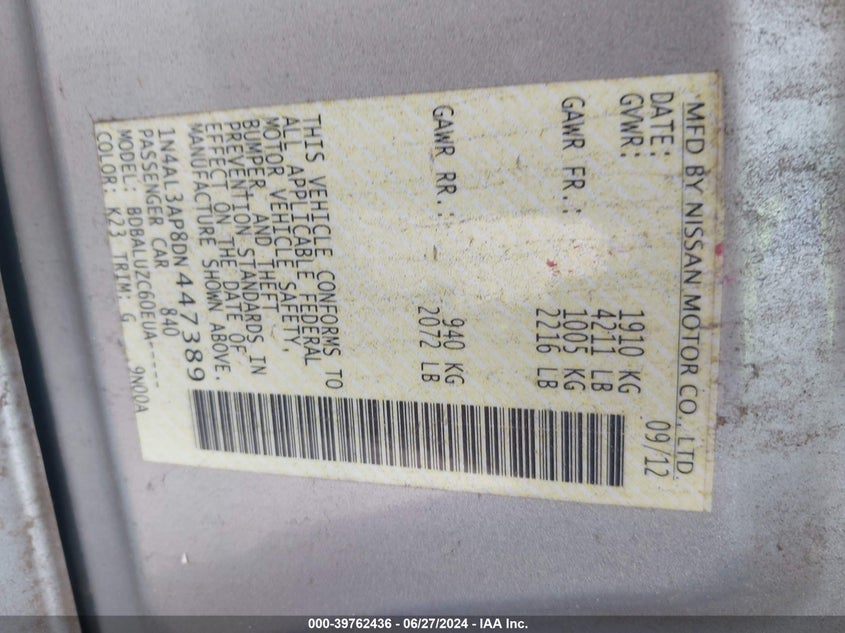 MFD BY NISSAN MOTOR CO., LTD.
DATE: 09/12
GVWR: 1910 KG
4211 LB
GAWR FR.: 1005 KG
2216 LB
GAWR RR.: 940 KG
2072 LB
THIS VEHICLE CONFORMS TO
ALL APPLICABLE FEDERAL
MOTOR VEHICLE SAFETY,
BUMPER, AND THEFT
PREVENTION STANDARDS IN
EFFECT ON THE DATE OF
MANUFACTURE SHOWN ABOVE.
1N4AL3AP8DN447389
PASSENGER CAR 840
MODEL: BDBALUZC60EUA-----
COLOR: K23 TRIM: G 9N00A
000-39762436 - 06/27/2024 - IAA Inc.